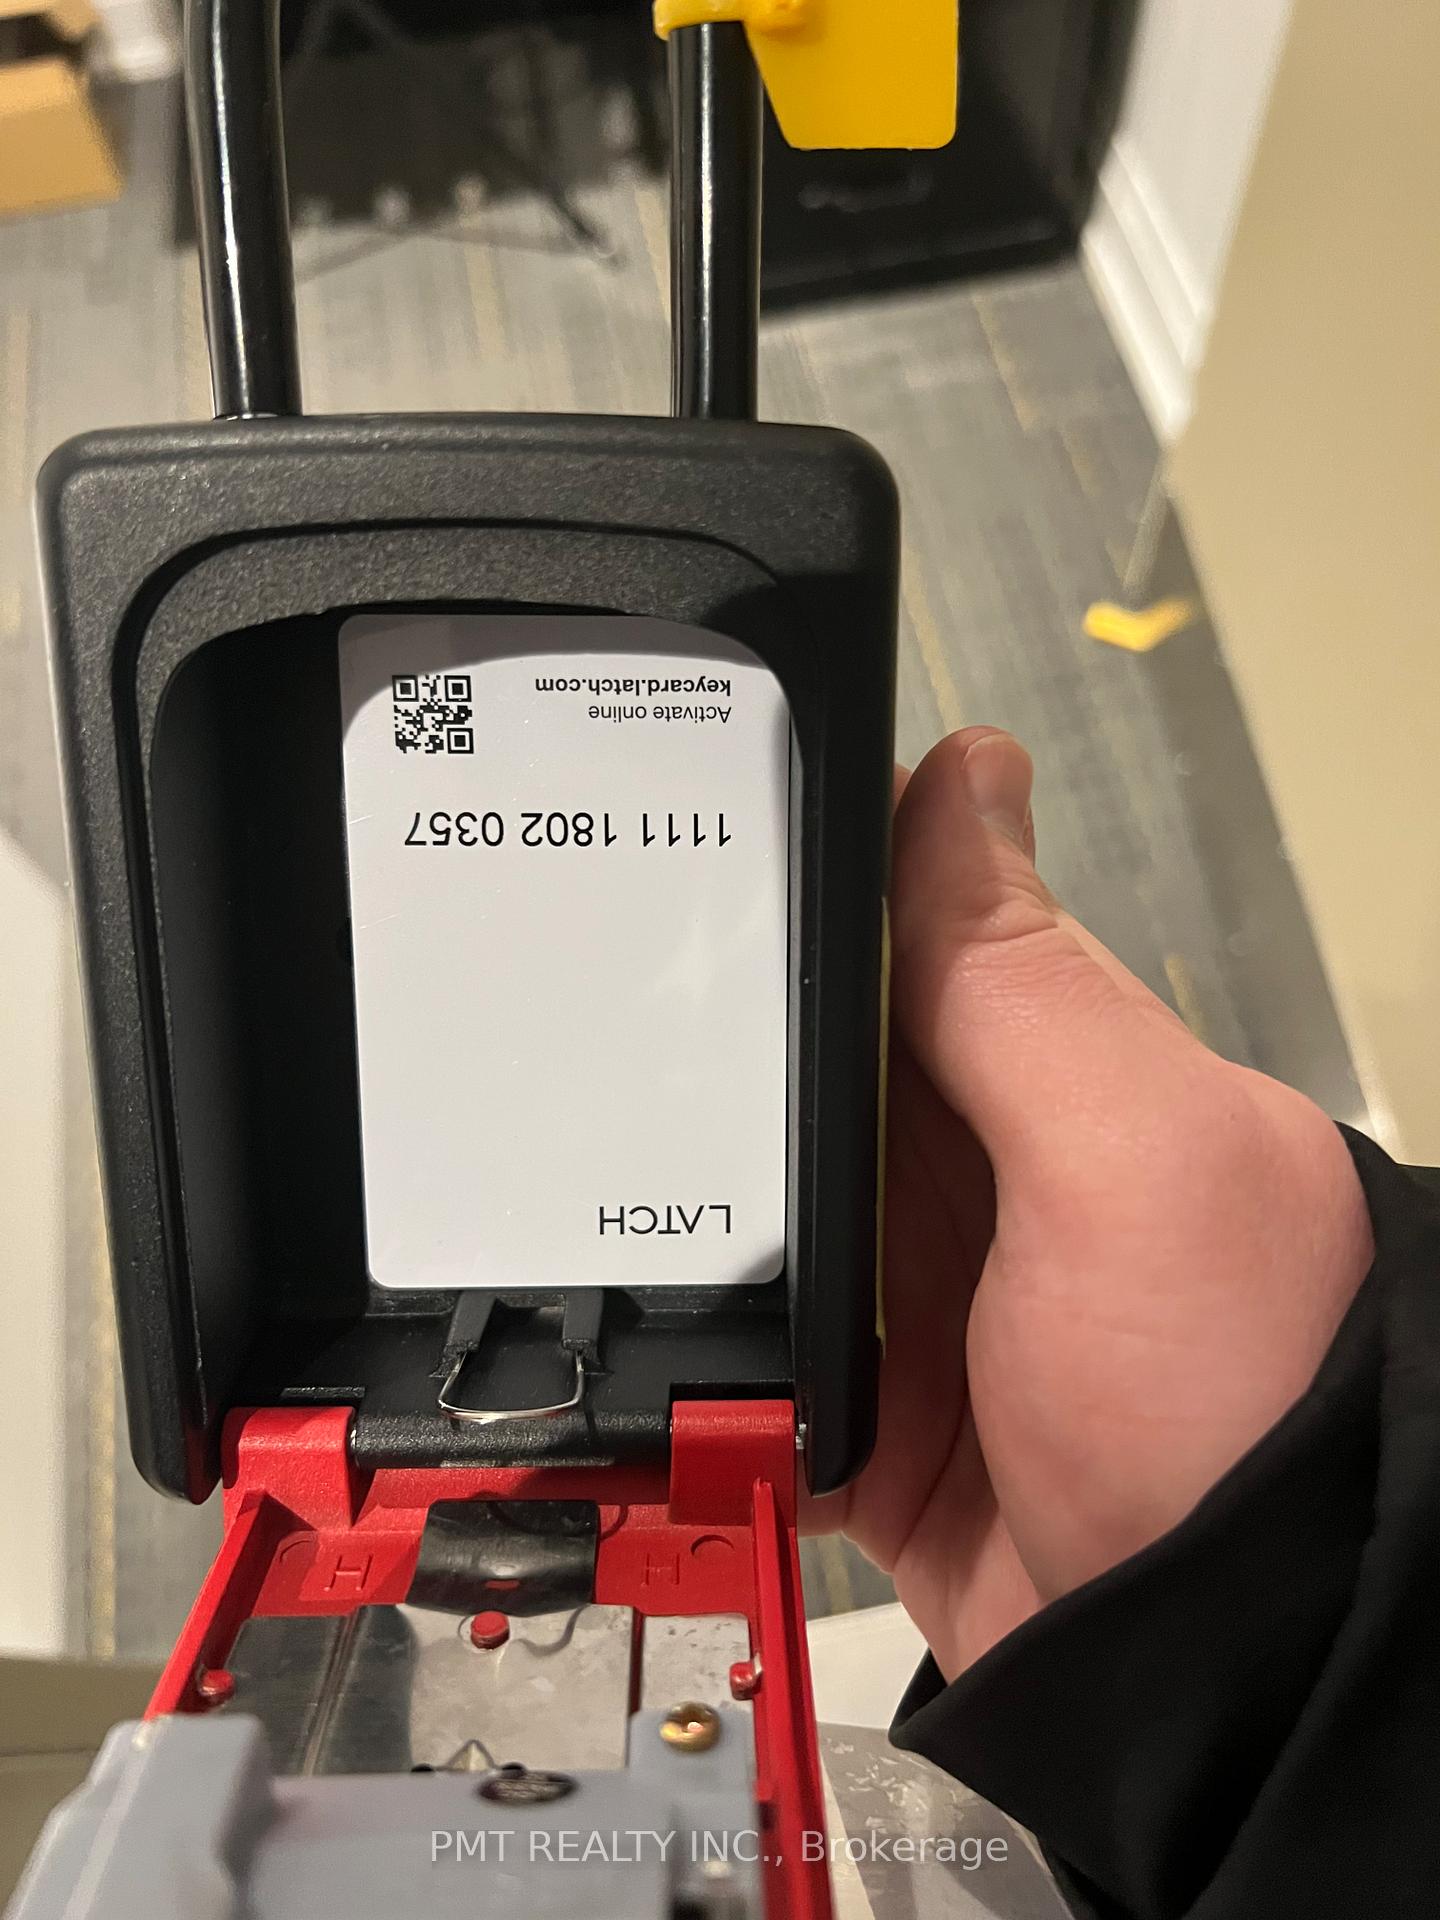 LATCH
1111 1802 0357
Activate online
keycard.latch.com
H H
PMT REALTY INC., Brokerage